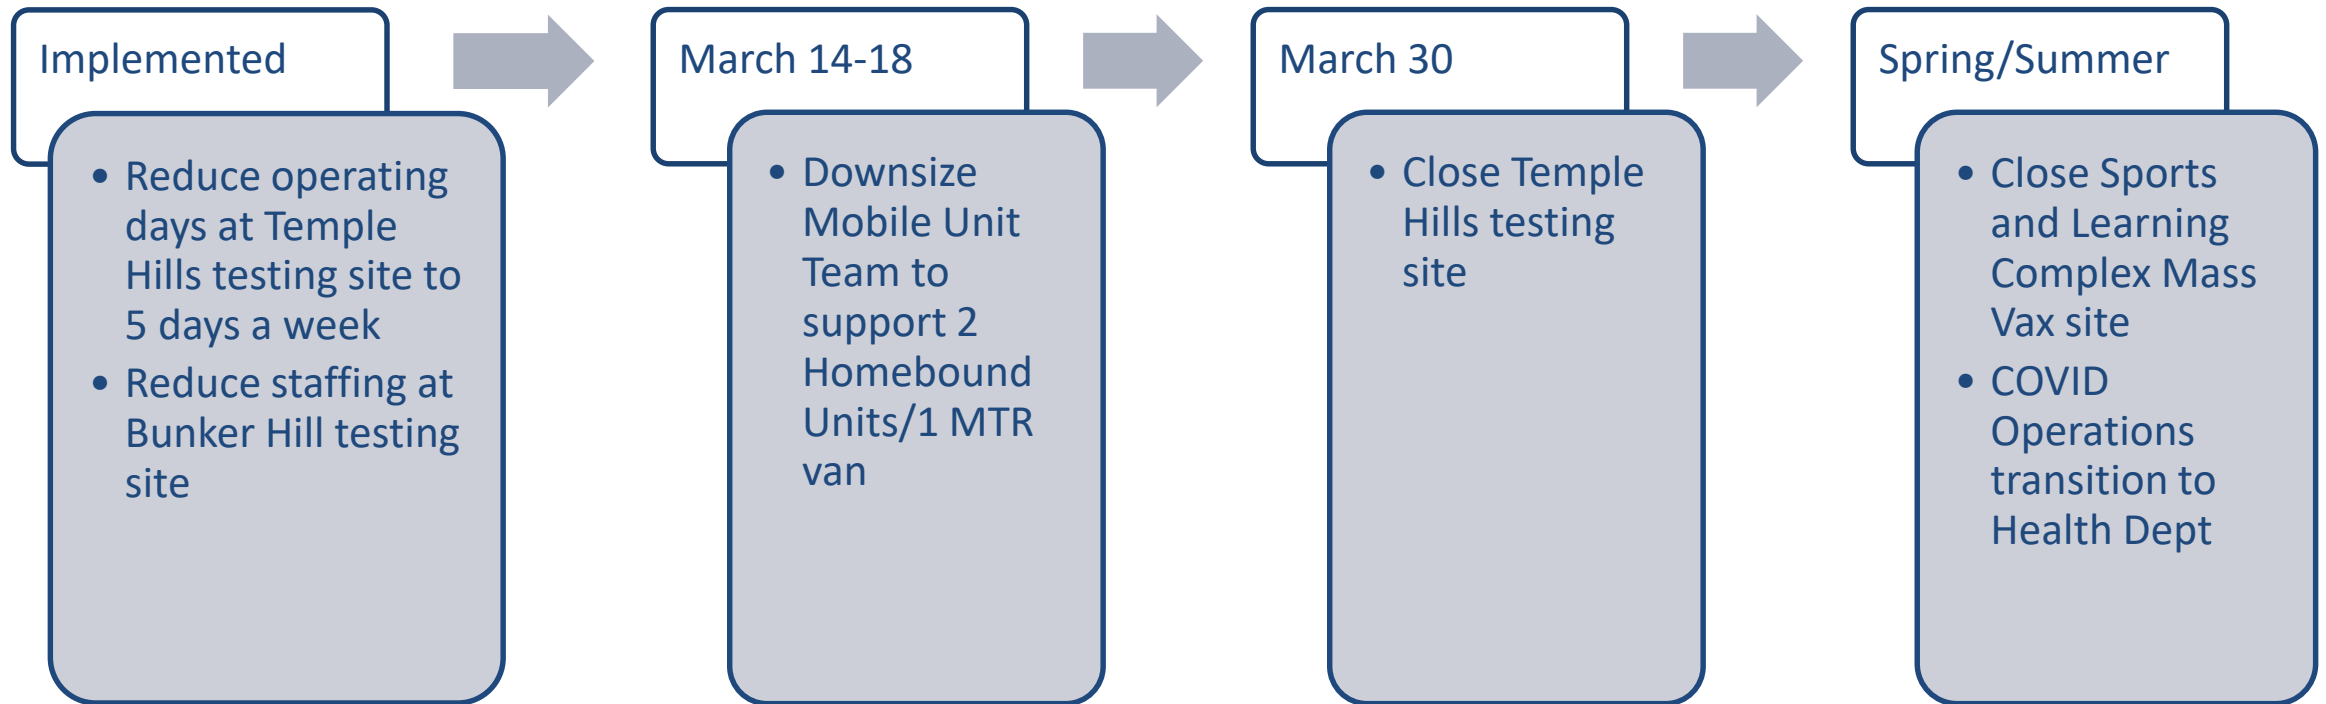 Implemented
• Reduce operating
days at Temple
Hills testing site to
5 days a week
• Reduce staffing at
Bunker Hill testing
site
March 14-18
• Downsize
Mobile Unit
Team to
support 2
Homebound
Units/1 MTR
van
March 30
• Close Temple
Hills testing
site
Spring/Summer
• Close Sports
and Learning
Complex Mass
Vax site
• COVID
Operations
transition to
Health Dept